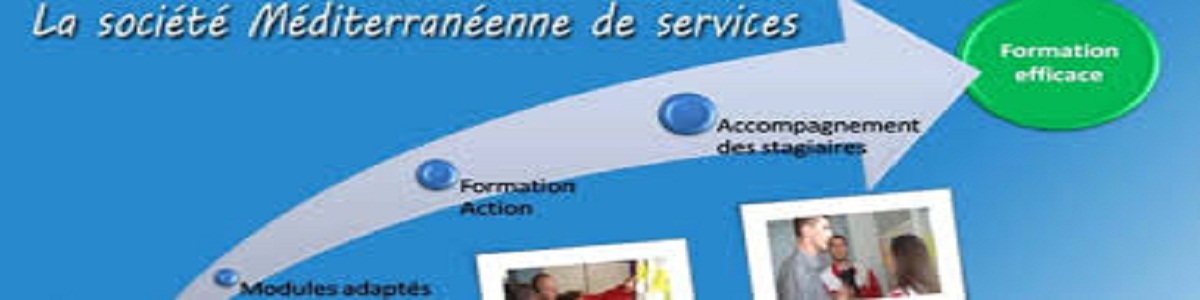 La société Méditerranéenne de services
Formation
efficace
Accompagnement
des stagiaires
Formation
Action
Modules adaptés